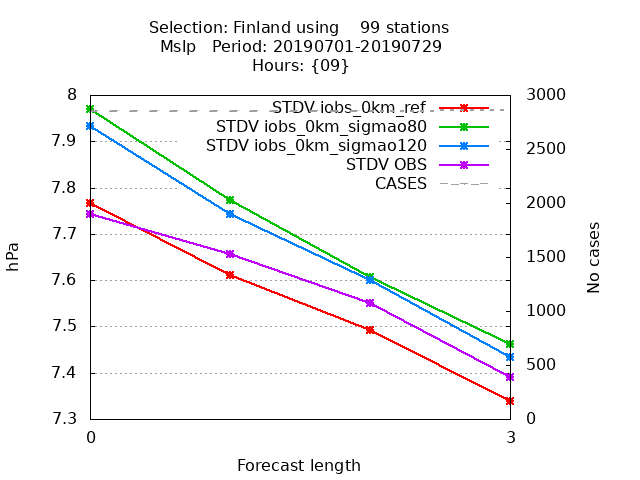 Selection: Finland using    99 stations
Mslp   Period: 20190701-20190729
Hours: {09}
STDV iobs_0km_ref
STDV iobs_0km_sigmao80
STDV iobs_0km_sigmao120
STDV OBS
CASES
8
7.9
7.8
7.7
7.6
7.5
7.4
7.3
hPa
3000
2500
2000
1500
1000
500
0
No cases
0
3
Forecast length